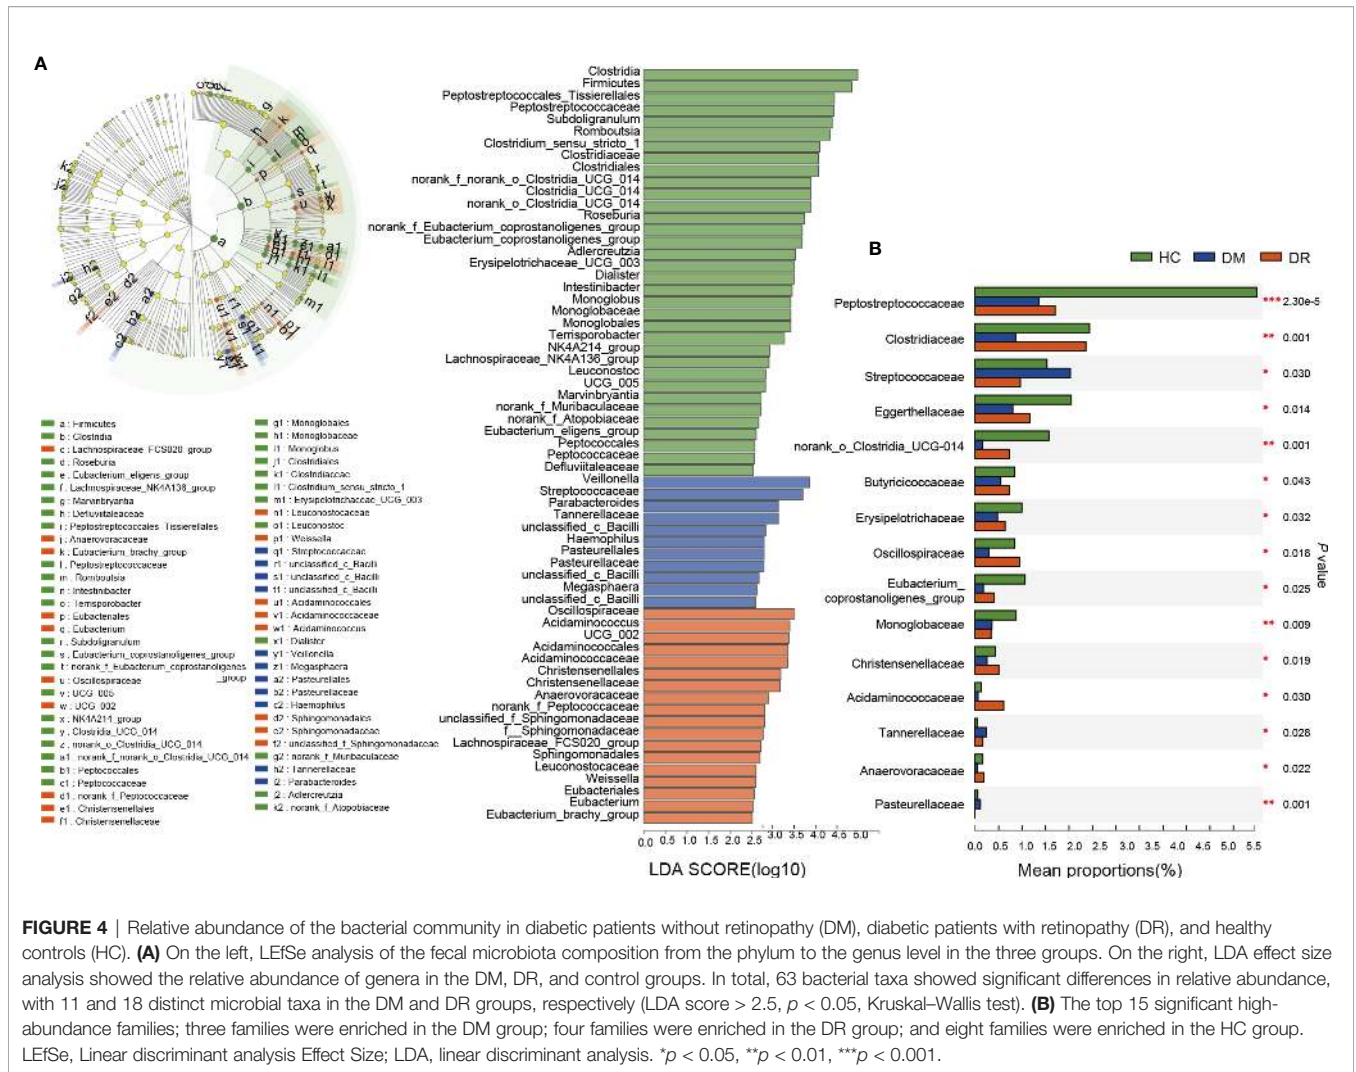 A
Clostridia
Firmicutes
Peptostreptococcales_Tissierellales
Peptostreptococcaceae
Subdoligranulum
Romboutsia
Clostridium_sensu_stricto_1
Clostridiaceae
Clostridiales
norank_f_norank_o_Clostridia_UCG_014
Clostridia_UCG_014
norank_o_Clostridia_UCG_014
Roseburia
norank_f_Eubacterium_coprostanoligenes_group
Eubacterium_coprostanoligenes_group
Adlercreutzia
Erysipelotrichaceae_UCG_003
Dialister
Intestinibacter
Monoglobus
Monoglobaceae
Monoglobales
Terrisporobacter
NK4A214_group
Lachnospiraceae_NK4A136_group
Leuconostoc
UCG_005
Marvinbryantia
norank_f_Muribaculaceae
norank_f_Atopobiaceae
Eubacterium_eligens_group
Peptococcales
Peptococcaceae
Defluviitaleaceae
Veillonella
Streptococcaceae
Parabacteroides
Tannerellaceae
unclassified_c_Bacilli
Haemophilus
Pasteurellales
Pasteurellaceae
unclassified_c_Bacilli
Megasphaera
unclassified_c_Bacilli
Oscillospiraceae
Acidaminococcus
UCG_002
Acidaminococcales
Acidaminococcaceae
Christensenellales
Christensenellaceae
Anaerovoracaceae
norank_f_Peptococcaceae
unclassified_f_Sphingomonadaceae
f__Sphingomonadaceae
Lachnospiraceae_FCS020_group
Sphingomonadales
Leuconostocaceae
Weissella
Eubacteriales
Eubacterium
Eubacterium_brachy_group
0.0 0.5 1.0 1.5 2.0 2.5 3.0 3.5 4.0 4.5 5.0
LDA SCORE(log10)
a : Firmicutes
b : Clostridia
c : Lachnospiraceae_FCS020_group
d : Roseburia
e : Eubacterium_eligens_group
f : Lachnospiraceae_NK4A136_group
g : Marvinbryantia
h : Defluviitaleaceae
i : Peptostreptococcales_Tissierellales
j : Anaerovoracaceae
k : Eubacterium_brachy_group
l : Peptostreptococcaceae
m : Romboutsia
n : Intestinibacter
o : Terrisporobacter
p : Eubacteriales
q : Eubacterium
r : Subdoligranulum
s : Eubacterium_coprostanoligenes_group
t : norank_f_Eubacterium_coprostanoligenes
_group
u : Oscillospiraceae
v : UCG_005
w : UCG_002
x : NK4A214_group
y : Clostridia_UCG_014
z : norank_o_Clostridia_UCG_014
a1 : norank_f_norank_o_Clostridia_UCG_014
b1 : Peptococcales
c1 : Peptococcaceae
d1 : norank_f_Peptococcaceae
e1 : Christensenellales
f1 : Christensenellaceae
g1 : Monoglobales
h1 : Monoglobaceae
i1 : Monoglobus
j1 : Clostridiales
k1 : Clostridiaceae
l1 : Clostridium_sensu_stricto_1
m1 : Erysipelotrichaceae_UCG_003
n1 : Leuconostocaceae
o1 : Leuconostoc
p1 : Weissella
q1 : Streptococcaceae
r1 : unclassified_c_Bacilli
s1 : unclassified_c_Bacilli
t1 : unclassified_c_Bacilli
u1 : Acidaminococcales
v1 : Acidaminococcaceae
w1 : Acidaminococcus
x1 : Dialister
y1 : Veillonella
z1 : Megasphaera
a2 : Pasteurellales
b2 : Pasteurellaceae
c2 : Haemophilus
d2 : Sphingomonadales
e2 : Sphingomonadaceae
f2 : unclassified_f_Sphingomonadaceae
g2 : norank_f_Muribaculaceae
h2 : Tannerellaceae
i2 : Parabacteroides
j2 : Adlercreutzia
k2 : norank_f_Atopobiaceae
B
HC DM DR
Peptostreptococcaceae *** 2.30e-5
Clostridiaceae ** 0.001
Streptococcaceae * 0.030
Eggerthellaceae * 0.014
norank_o_Clostridia_UCG-014 ** 0.001
Butyricicoccaceae * 0.043
Erysipelotrichaceae * 0.032
Oscillospiraceae * 0.018
Eubacterium_
coprostanoligenes_group * 0.025
Monoglobaceae ** 0.009
Christensenellaceae * 0.019
Acidaminococcaceae * 0.030
Tannerellaceae * 0.028
Anaerovoracaceae * 0.022
Pasteurellaceae ** 0.001
P value
0.0 0.5 1.0 1.5 2.0 2.5 3.0 3.5 4.0 4.5 5.0 5.5
Mean proportions(%)
FIGURE 4 | Relative abundance of the bacterial community in diabetic patients without retinopathy (DM), diabetic patients with retinopathy (DR), and healthy
controls (HC). (A) On the left, LEfSe analysis of the fecal microbiota composition from the phylum to the genus level in the three groups. On the right, LDA effect size
analysis showed the relative abundance of genera in the DM, DR, and control groups. In total, 63 bacterial taxa showed significant differences in relative abundance,
with 11 and 18 distinct microbial taxa in the DM and DR groups, respectively (LDA score > 2.5, p < 0.05, Kruskal–Wallis test). (B) The top 15 significant high-
abundance families; three families were enriched in the DM group; four families were enriched in the DR group; and eight families were enriched in the HC group.
LEfSe, Linear discriminant analysis Effect Size; LDA, linear discriminant analysis. *p < 0.05, **p < 0.01, ***p < 0.001.